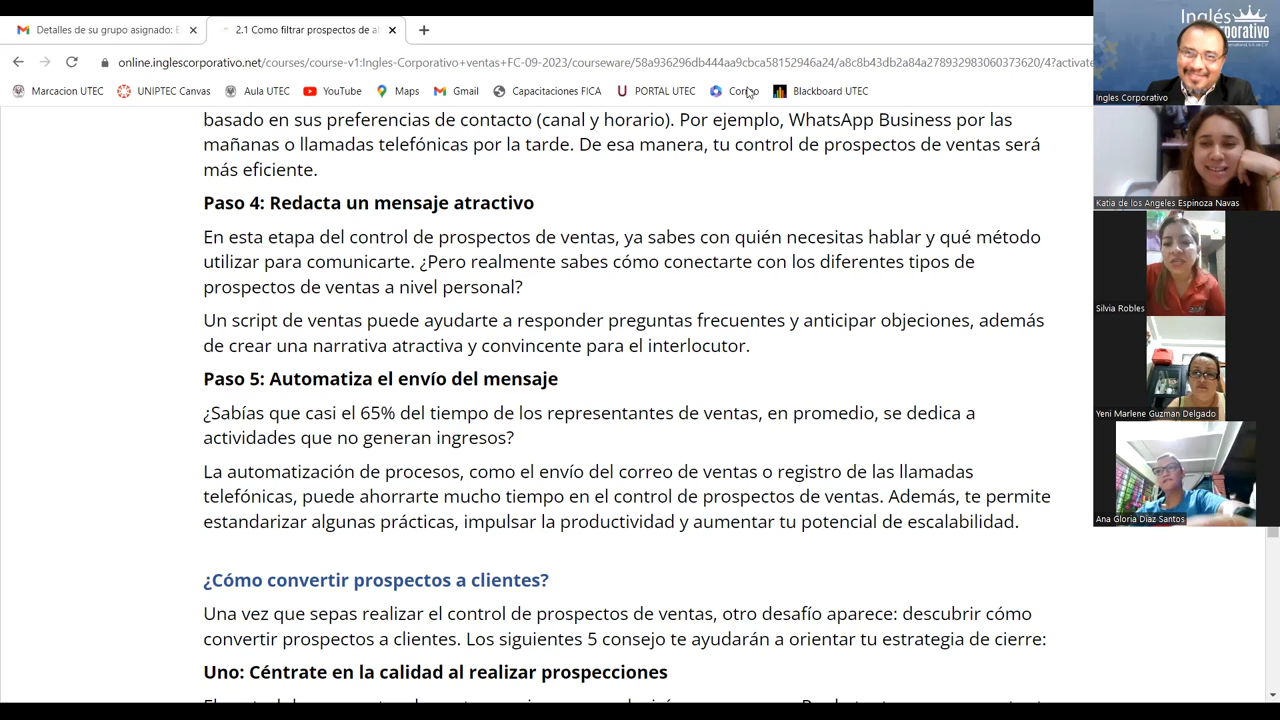 Detalles de su grupo asignado: E
2.1 Como filtrar prospectos de al
online.inglescorporativo.net/courses/course-v1:Ingles-Corporativo+ventas+FC-09-2023/courseware/58a936296db444aa9cbca58152946a24/a8c8b43db2a84a278932983060373620/4?activate
Marcacion UTEC
UNIPTEC Canvas
Aula UTEC
YouTube
Maps
Gmail
Capacitaciones FICA
PORTAL UTEC
Blackboard UTEC
basado en sus preferencias de contacto (canal y horario). Por ejemplo, WhatsApp Business por las
mañanas o llamadas telefónicas por la tarde. De esa manera, tu control de prospectos de ventas será
más eficiente.
Paso 4: Redacta un mensaje atractivo
En esta etapa del control de prospectos de ventas, ya sabes con quién necesitas hablar y qué método
utilizar para comunicarte. ¿Pero realmente sabes cómo conectarte con los diferentes tipos de
prospectos de ventas a nivel personal?
Un script de ventas puede ayudarte a responder preguntas frecuentes y anticipar objeciones, además
de crear una narrativa atractiva y convincente para el interlocutor.
Paso 5: Automatiza el envío del mensaje
¿Sabías que casi el 65% del tiempo de los representantes de ventas, en promedio, se dedica a
actividades que no generan ingresos?
La automatización de procesos, como el envío del correo de ventas o registro de las llamadas
telefónicas, puede ahorrarte mucho tiempo en el control de prospectos de ventas. Además, te permite
estandarizar algunas prácticas, impulsar la productividad y aumentar tu potencial de escalabilidad.
¿Cómo convertir prospectos a clientes?
Una vez que sepas realizar el control de prospectos de ventas, otro desafío aparece: descubrir cómo
convertir prospectos a clientes. Los siguientes 5 consejo te ayudarán a orientar tu estrategia de cierre:
Uno: Céntrate en la calidad al realizar prospecciones
Inglés
Ingles Corporativo
Katia de los Angeles Espinoza Navas
Silvia Robles
Yeni Marlene Guzman Delgado
Ana Gloria Diaz Santos